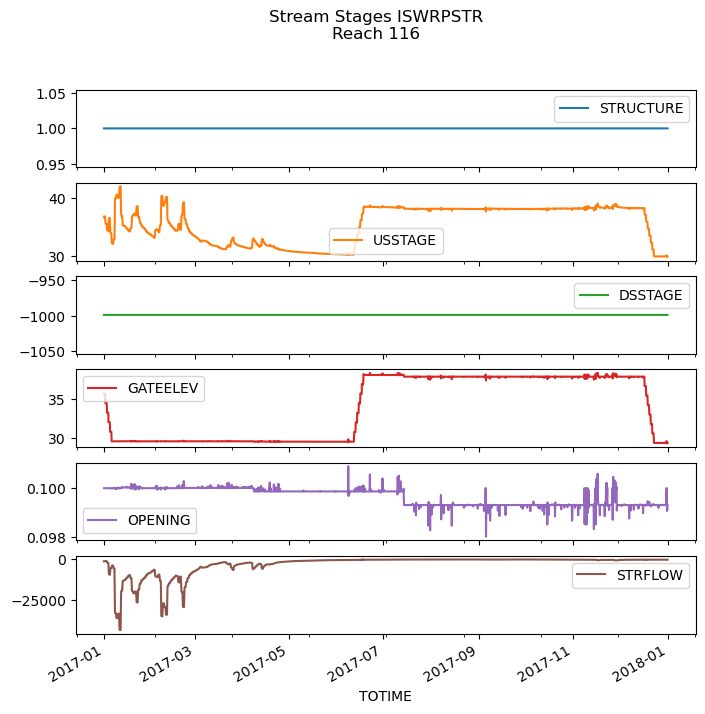 Stream Stages ISWRPSTR
Reach 116
1.05
1.00
0.95
STRUCTURE
40
30
USSTAGE
−950
−1000
−1050
DSSTAGE
35
30
GATEELEV
0.100
0.098
OPENING
0
−25000
STRFLOW
2017-01
2017-03
2017-05
2017-07
2017-09
2017-11
2018-01
TOTIME